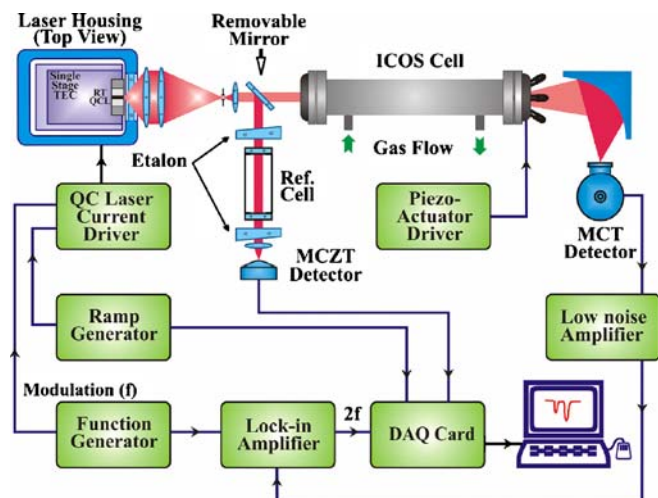 Laser Housing
(Top View)
Removable
Mirror
ICOS Cell
Single
Stage
TEC
RT
QCL
Etalon
Ref.
Cell
Gas Flow
QC Laser
Current
Driver
Piezo-
Actuator
Driver
MCT
Detector
MCZT
Detector
Ramp
Generator
Low noise
Amplifier
Modulation (f)
Function
Generator
Lock-in
Amplifier
2f
DAQ Card